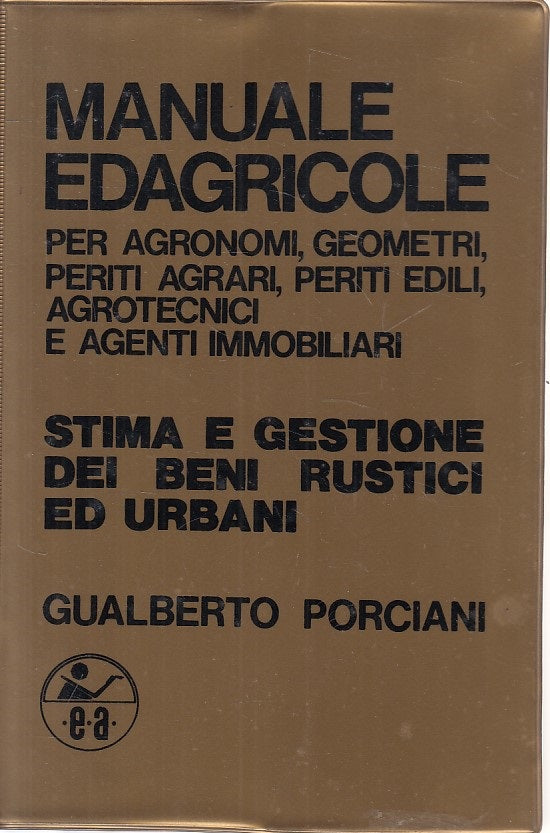 MANUALE
EDAGRICOLE
PER AGRONOMI, GEOMETRI,
PERITI AGRARI, PERITI EDILI,
AGROTECNICI
E AGENTI IMMOBILIARI
STIMA E GESTIONE
DEI BENI RUSTICI
ED URBANI
GUALBERTO PORCIANI
·e·a·